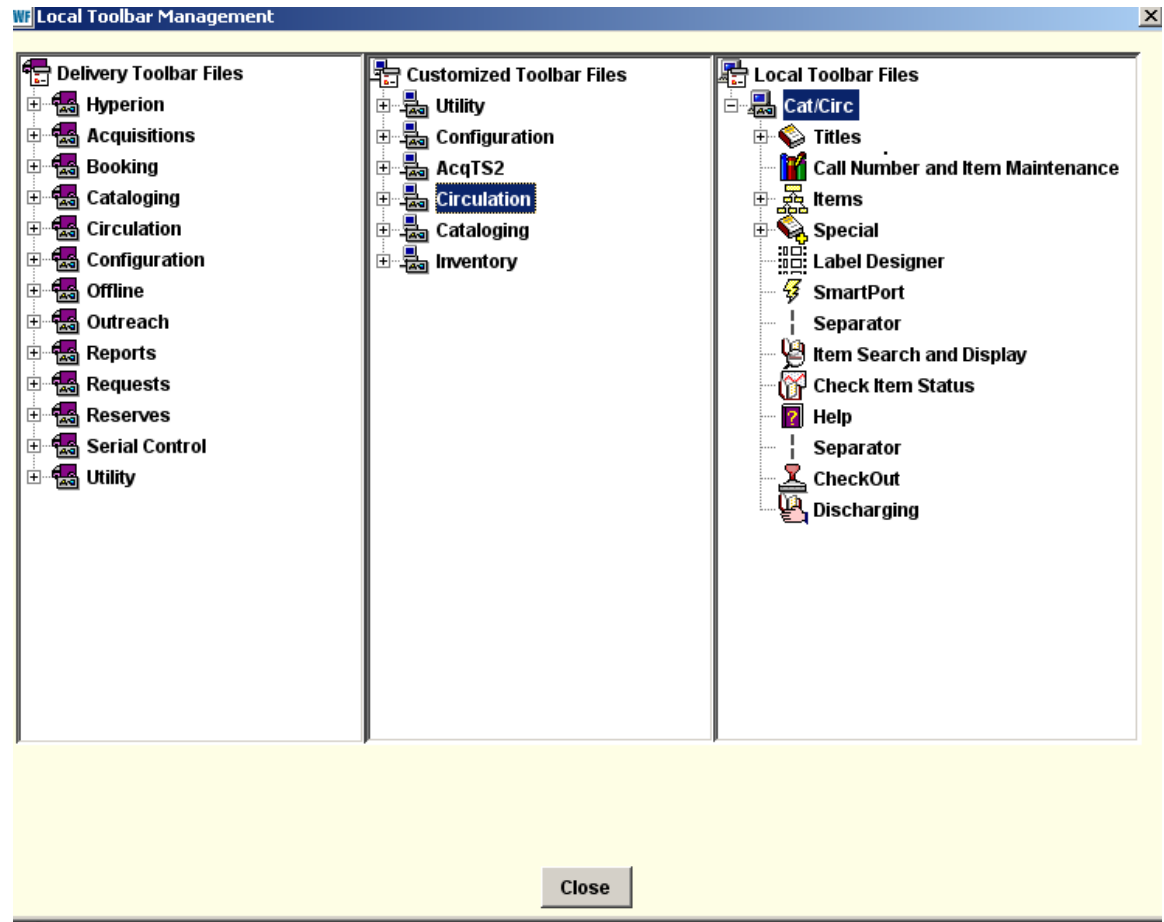 WF Local Toolbar Management
Delivery Toolbar Files
Hyperion
Acquisitions
Booking
Cataloging
Circulation
Configuration
Offline
Outreach
Reports
Requests
Reserves
Serial Control
Utility
Customized Toolbar Files
Utility
Configuration
AcqTS2
Circulation
Cataloging
Inventory
Local Toolbar Files
Cat/Circ
Titles
Call Number and Item Maintenance
Items
Special
Label Designer
SmartPort
Separator
Item Search and Display
Check Item Status
Help
Separator
CheckOut
Discharging
Close